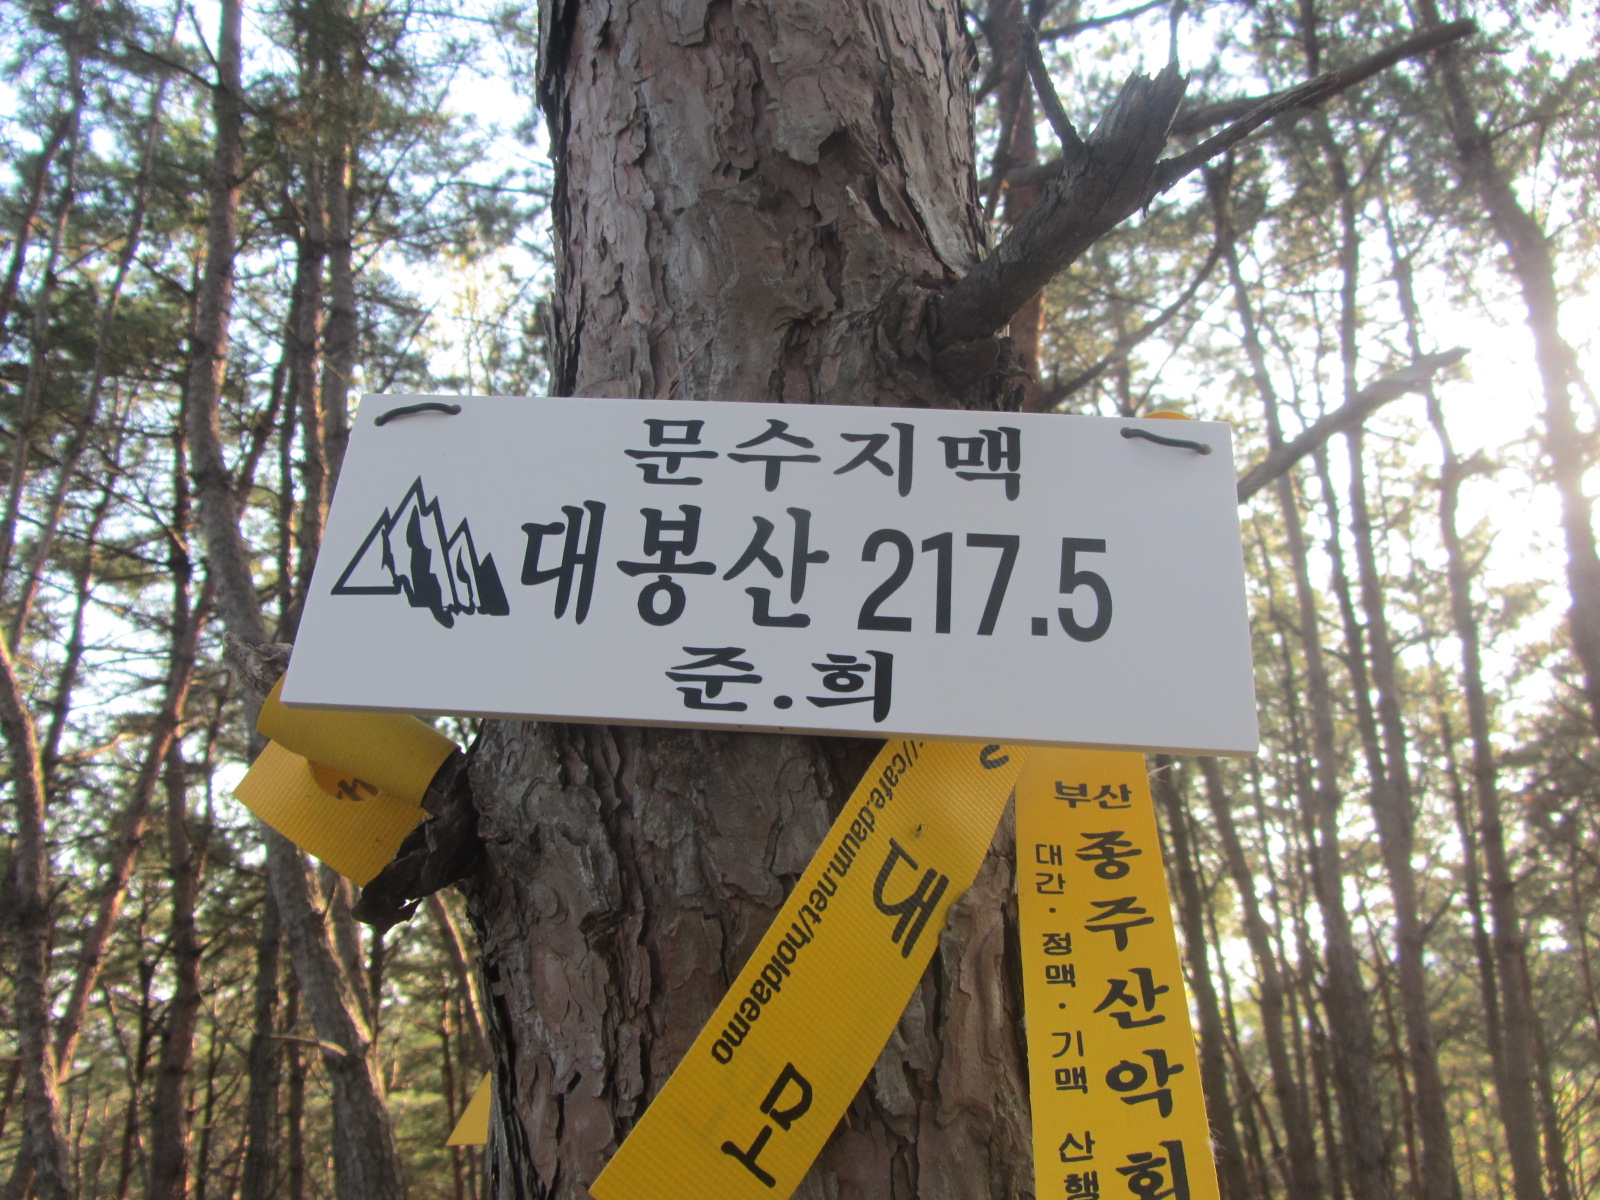 문수지맥
대봉산 217.5
준.희
//cafe.daum.net/holdaemo
대
모
부산
종주산악회
대간·정맥·기맥 산행